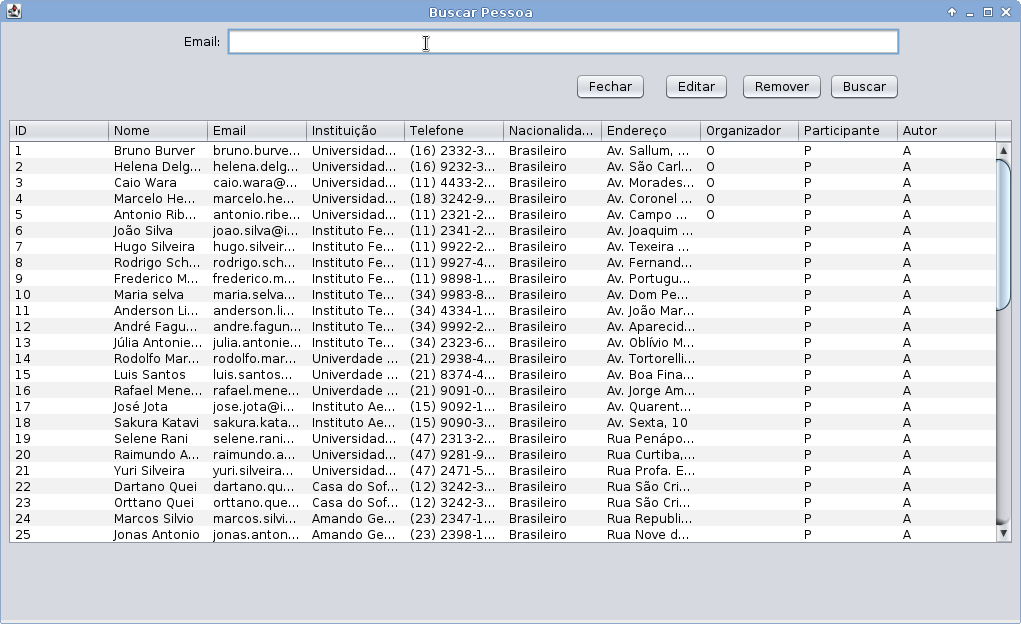 Buscar Pessoa
Email:
Fechar Editar Remover Buscar
ID Nome Email Instituição Telefone Nacionalida... Endereço Organizador Participante Autor
1 Bruno Burver bruno.burve... Universidad... (16) 2332-3... Brasileiro Av. Sallum, ... O P A
2 Helena Delg... helena.delg... Universidad... (16) 9232-3... Brasileiro Av. São Carl... O P A
3 Caio Wara caio.wara@... Universidad... (11) 4433-2... Brasileiro Av. Morades... O P A
4 Marcelo He... marcelo.he... Universidad... (18) 3242-9... Brasileiro Av. Coronel ... O P A
5 Antonio Rib... antonio.ribe... Universidad... (11) 2321-2... Brasileiro Av. Campo ... O P A
6 João Silva joao.silva@i... Instituto Fe... (11) 2341-2... Brasileiro Av. Joaquim ... P A
7 Hugo Silveira hugo.silveir... Instituto Fe... (11) 9922-2... Brasileiro Av. Texeira ... P A
8 Rodrigo Sch... rodrigo.sch... Instituto Fe... (11) 9927-4... Brasileiro Av. Fernand... P A
9 Frederico M... frederico.m... Instituto Fe... (11) 9898-1... Brasileiro Av. Portugu... P A
10 Maria selva maria.selva... Instituto Te... (34) 9983-8... Brasileiro Av. Dom Pe... P A
11 Anderson Li... anderson.li... Instituto Te... (34) 4334-1... Brasileiro Av. João Mar... P A
12 André Fagu... andre.fagun... Instituto Te... (34) 9992-2... Brasileiro Av. Aparecid... P A
13 Júlia Antonie... julia.antonie... Instituto Te... (34) 2323-6... Brasileiro Av. Oblívio M... P A
14 Rodolfo Mar... rodolfo.mar... Univerdade ... (21) 2938-4... Brasileiro Av. Tortorelli... P A
15 Luis Santos luis.santos... Univerdade ... (21) 8374-4... Brasileiro Av. Boa Fina... P A
16 Rafael Mene... rafael.mene... Univerdade ... (21) 9091-0... Brasileiro Av. Jorge Am... P A
17 José Jota jose.jota@i... Instituto Ae... (15) 9092-1... Brasileiro Av. Quarent... P A
18 Sakura Katavi sakura.kata... Instituto Ae... (15) 9090-3... Brasileiro Av. Sexta, 10 P A
19 Selene Rani selene.rani... Universidad... (47) 2313-2... Brasileiro Rua Penápo... P A
20 Raimundo A... raimundo.a... Universidad... (47) 9281-9... Brasileiro Rua Curtiba,... P A
21 Yuri Silveira yuri.silveira... Universidad... (47) 2471-5... Brasileiro Rua Profa. E... P A
22 Dartano Quei dartano.qu... Casa do Sof... (12) 3242-3... Brasileiro Rua São Cri... P A
23 Orttano Quei orttano.que... Casa do Sof... (12) 3242-3... Brasileiro Rua São Cri... P A
24 Marcos Silvio marcos.silvi... Amando Ge... (23) 2347-1... Brasileiro Rua Republi... P A
25 Jonas Antonio jonas.anton... Amando Ge... (23) 2398-1... Brasileiro Rua Nove d... P A